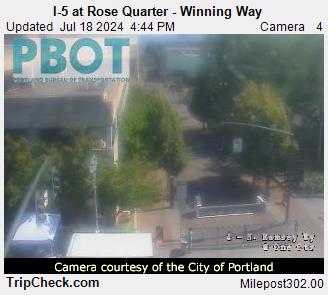 I-5 at Rose Quarter - Winning Way
Updated Jul 18 2024 4:44 PM Camera 4
PBOT
PORTLAND BUREAU OF TRANSPORTATION
Camera courtesy of the City of Portland
TripCheck.com Milepost302.00